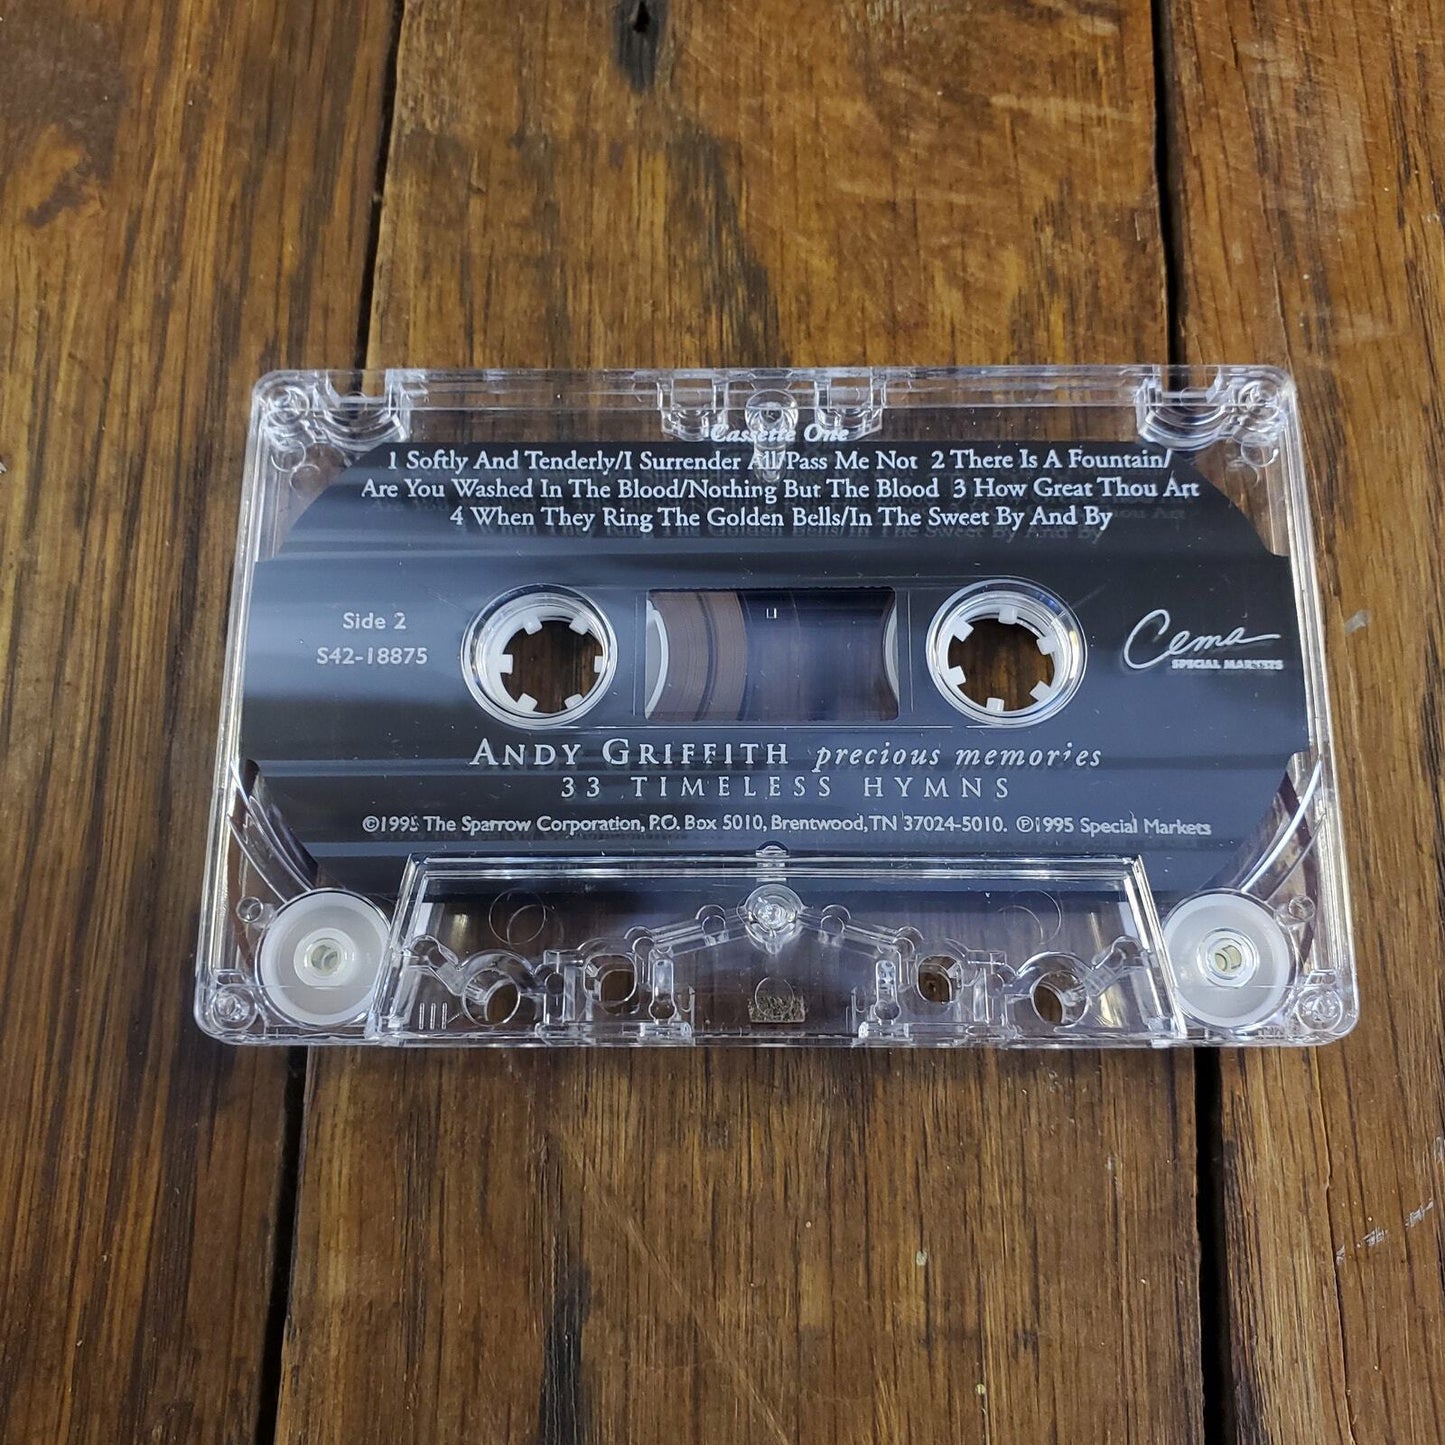 Cassette One
1 Softly And Tenderly/I Surrender All/Pass Me Not 2 There Is A Fountain/
Are You Washed In The Blood/Nothing But The Blood 3 How Great Thou Art
4 When They Ring The Golden Bells/In The Sweet By And By
Side 2
S42-18875
Cema
SPECIAL MARKETS
ANDY GRIFFITH precious memories
33 TIMELESS HYMNS
©1995 The Sparrow Corporation, P.O. Box 5010, Brentwood, TN 37024-5010. ℗1995 Special Markets